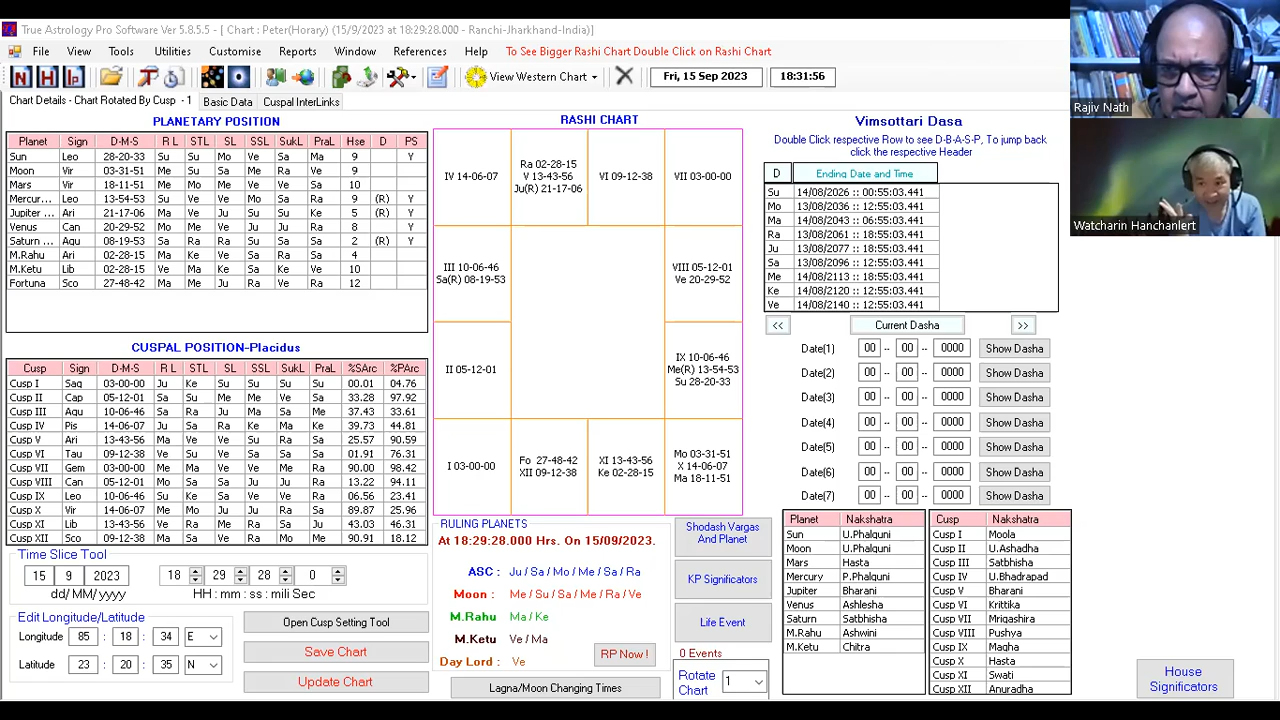 True Astrology Pro Software Ver 5.8.5.5 - [ Chart : Peter(Horary) (15/9/2023 at 18:29:28.000 - Ranchi-Jharkhand-India)]
File View Tools Utilities Customise Reports Window References Help To See Bigger Rashi Chart Double Click on Rashi Chart
N H Ip View Western Chart Fri, 15 Sep 2023 18:31:56
Chart Details - Chart Rotated By Cusp - 1 Basic Data Cuspal InterLinks
PLANETARY POSITION
Planet Sign D-M-S R L STL SL SSL SukL PraL Hse D PS
Sun Leo 28-20-33 Su Su Mo Ve Sa Ma 9 Y
Moon Vir 03-31-51 Me Su Sa Me Ra Ve 9
Mars Vir 18-11-51 Me Mo Me Ve Sa Sa 10
Mercur... Leo 13-54-53 Su Ve Ve Mo Sa Ra 9 (R) Y
Jupiter ... Ari 21-17-06 Ma Ve Ju Su Su Ke 5 (R) Y
Venus Can 20-29-52 Mo Me Ve Ju Ju Ve 8
Saturn ... Aqu 08-19-53 Sa Ra Ra Sa Su Ra 2 (R) Y
M.Rahu Ari 02-28-15 Ma Ke Ve Sa Ra Sa 4
M.Ketu Lib 02-28-15 Ve Ma Ke Sa Ke Ve 10
Fortuna Sco 27-48-42 Ma Me Ju Ra Ve Ra 12
CUSPAL POSITION-Placidus
Cusp Sign D-M-S R L STL SL SSL SukL PraL %SArc %PArc
Cusp I Sag 03-00-00 Ju Ke Su Su Ju Ra 00.01 04.76
Cusp II Cap 05-12-01 Sa Su Me Me Ra Ke 33.28 97.92
Cusp III Aqu 10-06-46 Sa Ra Ju Ma Sa Ma 37.43 33.61
Cusp IV Pis 14-06-07 Ju Sa Ra Ke Ra Me 39.73 44.81
Cusp V Ari 13-43-56 Ma Ve Ve Su Ra Ma 25.57 90.59
Cusp VI Tau 09-12-38 Ve Su Ve Ve Ma Sa 01.91 76.31
Cusp VII Gem 03-00-00 Me Ma Ve Ve Me Ma 90.00 98.42
Cusp VIII Can 05-12-01 Mo Sa Sa Me Ju Ma 13.22 94.11
Cusp IX Leo 10-06-46 Su Ke Sa Ve Ve Ra 06.56 23.41
Cusp X Vir 14-06-07 Me Mo Ju Ra Ju Su 89.87 25.96
Cusp XI Lib 13-43-56 Ve Ra Me Ra Sa Ju 43.03 46.31
Cusp XII Sco 09-12-38 Ma Sa Ve Sa Ra Mo 90.91 18.12
Time Slice Tool
15 9 2023 18 29 28 0
dd/ MM/ yyyy HH : mm : ss : mili Sec
Edit Longitude/Latitude
Longitude 85 : 18 : 34 E
Latitude 23 : 20 : 35 N
Open Cusp Setting Tool
Save Chart
Update Chart
RASHI CHART
IV 14-06-07
Ra 02-28-15
V 13-43-56
Ju(R) 21-17-06
VI 09-12-38
VII 03-00-00
III 10-06-46
Sa(R) 08-19-53
VIII 05-12-01
Ve 20-29-52
II 05-12-01
IX 10-06-46
Me(R) 13-54-53
Su 28-20-33
I 03-00-00
Fo 27-48-42
XII 09-12-38
XI 13-43-56
Ke 02-28-15
Mo 03-31-51
X 14-06-07
Ma 18-11-51
RULING PLANETS
At 18:29:28.000 Hrs. On 15/09/2023.
ASC : Ju / Sa / Mo / Me / Sa / Ra
Moon : Me / Su / Sa / Me / Ra / Ve
M.Rahu Ma / Ke
M.Ketu Ve / Ma
Day Lord : Ve
RP Now !
Lagna/Moon Changing Times
Shodash Vargas
And Planet
KP Significators
Life Event
0 Events
Rotate
Chart 1
Vimsottari Dasa
Double Click respective Row to see D-B-A-S-P, To jump back
click the respective Header
D Ending Date and Time
Su 14/08/2026 :: 00:55:03.441
Mo 13/08/2036 :: 12:55:03.441
Ma 14/08/2043 :: 06:55:03.441
Ra 13/08/2061 :: 18:55:03.441
Ju 13/08/2077 :: 18:55:03.441
Sa 13/08/2096 :: 12:55:03.441
Me 14/08/2113 :: 18:55:03.441
Ke 14/08/2120 :: 12:55:03.441
Ve 14/08/2140 :: 12:55:03.441
<< Current Dasha >>
Date(1) 00 -- 00 -- 0000 Show Dasha
Date(2) 00 -- 00 -- 0000 Show Dasha
Date(3) 00 -- 00 -- 0000 Show Dasha
Date(4) 00 -- 00 -- 0000 Show Dasha
Date(5) 00 -- 00 -- 0000 Show Dasha
Date(6) 00 -- 00 -- 0000 Show Dasha
Date(7) 00 -- 00 -- 0000 Show Dasha
Planet Nakshatra
Sun U.Phalguni
Moon U.Phalguni
Mars Hasta
Mercury P.Phalguni
Jupiter Bharani
Venus Ashlesha
Saturn Satbhisha
M.Rahu Ashwini
M.Ketu Chitra
Cusp Nakshatra
Cusp I Moola
Cusp II U.Ashadha
Cusp III Satbhisha
Cusp IV U.Bhadrapad
Cusp V Bharani
Cusp VI Krittika
Cusp VII Mrigashira
Cusp VIII Pushya
Cusp IX Magha
Cusp X Hasta
Cusp XI Swati
Cusp XII Anuradha
House
Significators
Rajiv Nath
Watcharin Hanchanlert